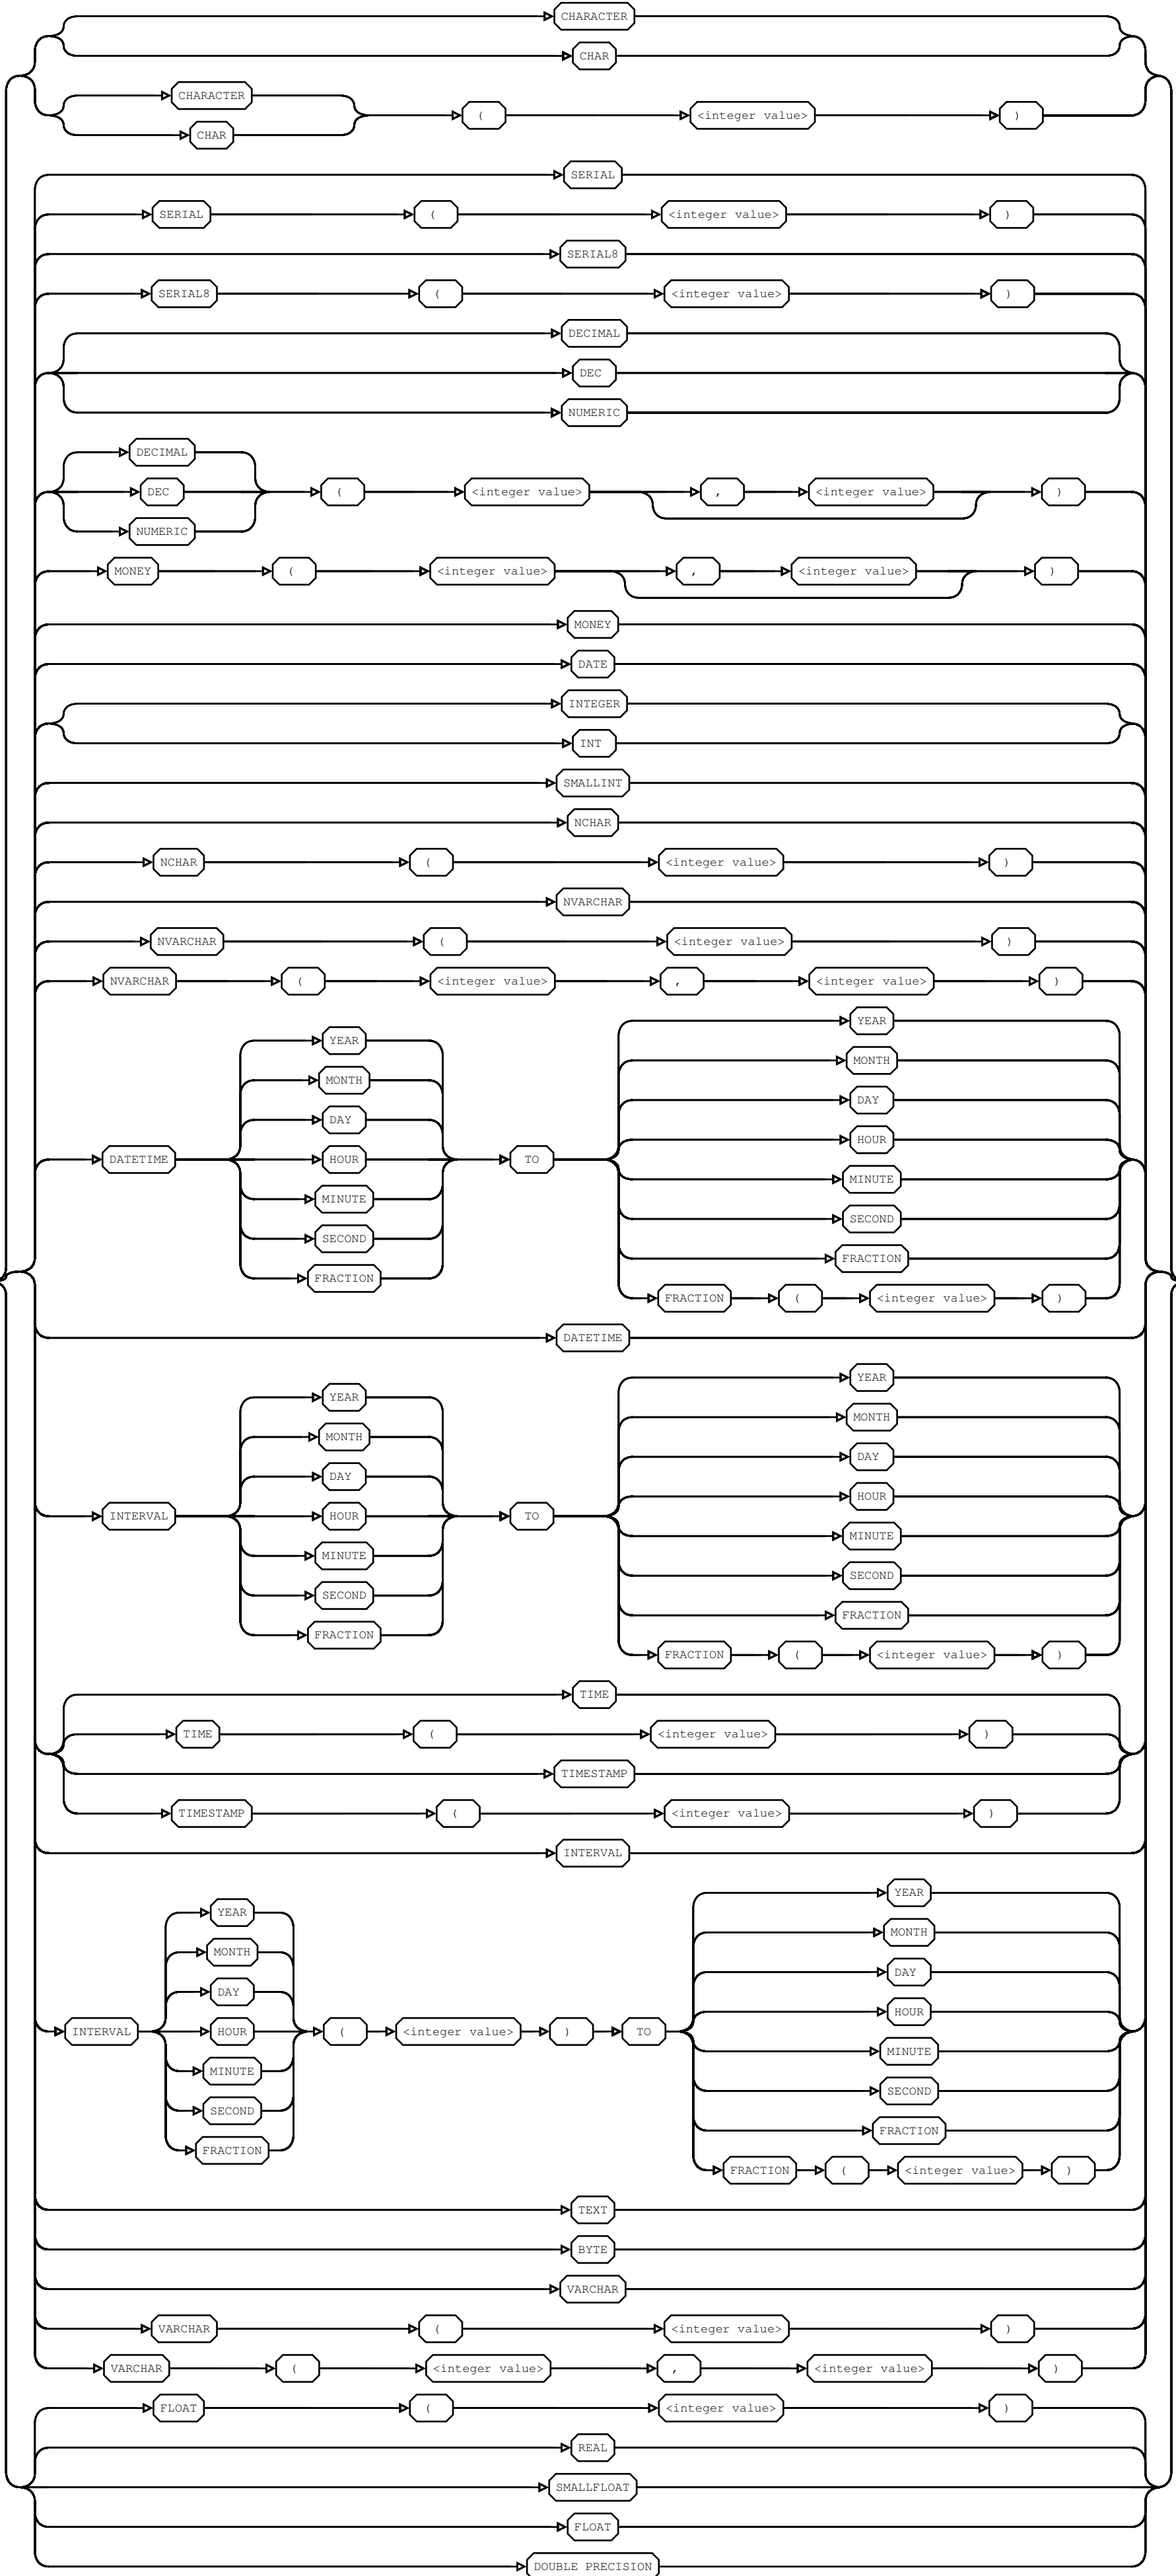 CHARACTER
CHAR
CHARACTER
( <integer value> )
CHAR
SERIAL
SERIAL ( <integer value> )
SERIAL8
SERIAL8 ( <integer value> )
DECIMAL
DEC
NUMERIC
DECIMAL
DEC ( <integer value> , <integer value> )
NUMERIC
MONEY ( <integer value> , <integer value> )
MONEY
DATE
INTEGER
INT
SMALLINT
NCHAR
NCHAR ( <integer value> )
NVARCHAR
NVARCHAR ( <integer value> )
NVARCHAR ( <integer value> , <integer value> )
YEAR
YEAR
MONTH
MONTH
DAY
DAY
HOUR
DATETIME HOUR TO
MINUTE
MINUTE
SECOND
SECOND
FRACTION
FRACTION
FRACTION ( <integer value> )
DATETIME
YEAR
YEAR
MONTH
MONTH
DAY
DAY
HOUR
INTERVAL HOUR TO
MINUTE
MINUTE
SECOND
SECOND
FRACTION
FRACTION
FRACTION ( <integer value> )
TIME
TIME ( <integer value> )
TIMESTAMP
TIMESTAMP ( <integer value> )
INTERVAL
YEAR
YEAR
MONTH
MONTH
DAY
DAY
HOUR
INTERVAL HOUR ( <integer value> ) TO
MINUTE
MINUTE
SECOND
SECOND
FRACTION
FRACTION
FRACTION ( <integer value> )
TEXT
BYTE
VARCHAR
VARCHAR ( <integer value> )
VARCHAR ( <integer value> , <integer value> )
FLOAT ( <integer value> )
REAL
SMALLFLOAT
FLOAT
DOUBLE PRECISION